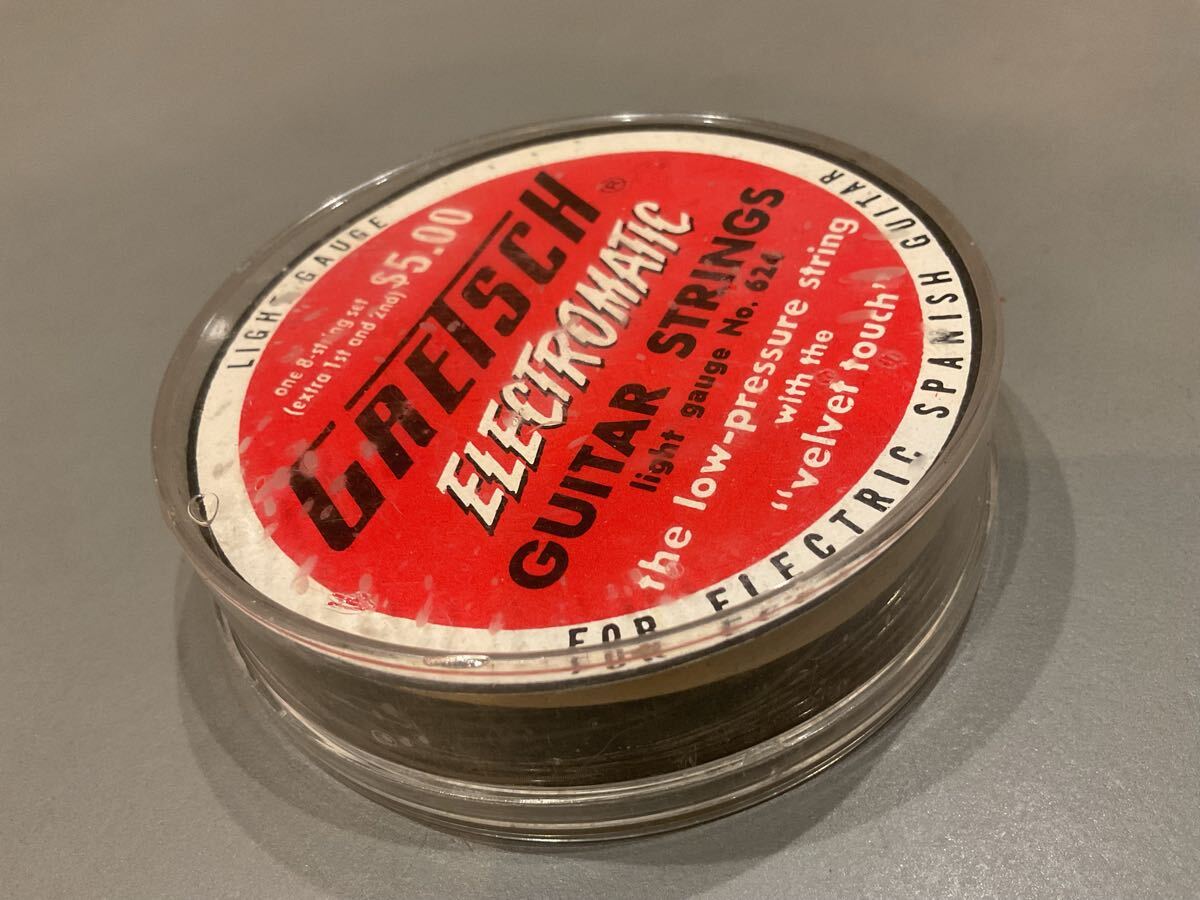 LIGHT GAUGE
one 8-string set
(extra 1st and 2nd) $5.00
GRETSCH ®
ELECTROMATIC
GUITAR STRINGS
light gauge No. 624
the low-pressure string
with the
"velvet touch"
FOR ELECTRIC SPANISH GUITAR